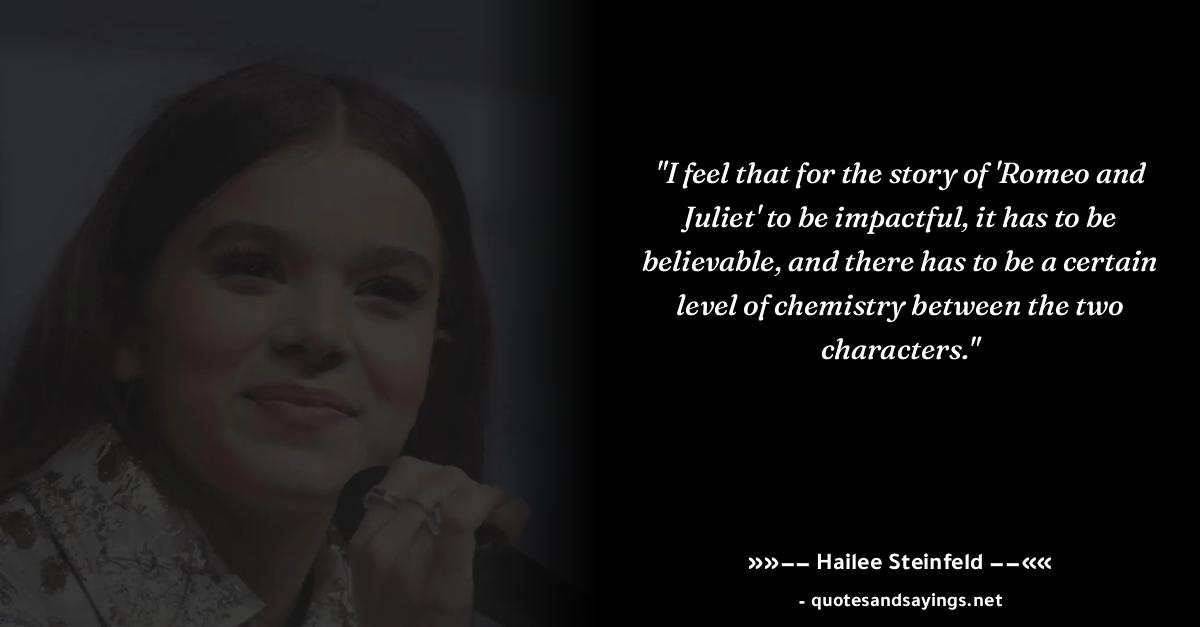 "I feel that for the story of 'Romeo and
Juliet' to be impactful, it has to be
believable, and there has to be a certain
level of chemistry between the two
characters."
»»−− Hailee Steinfeld −−««
- quotesandsayings.net